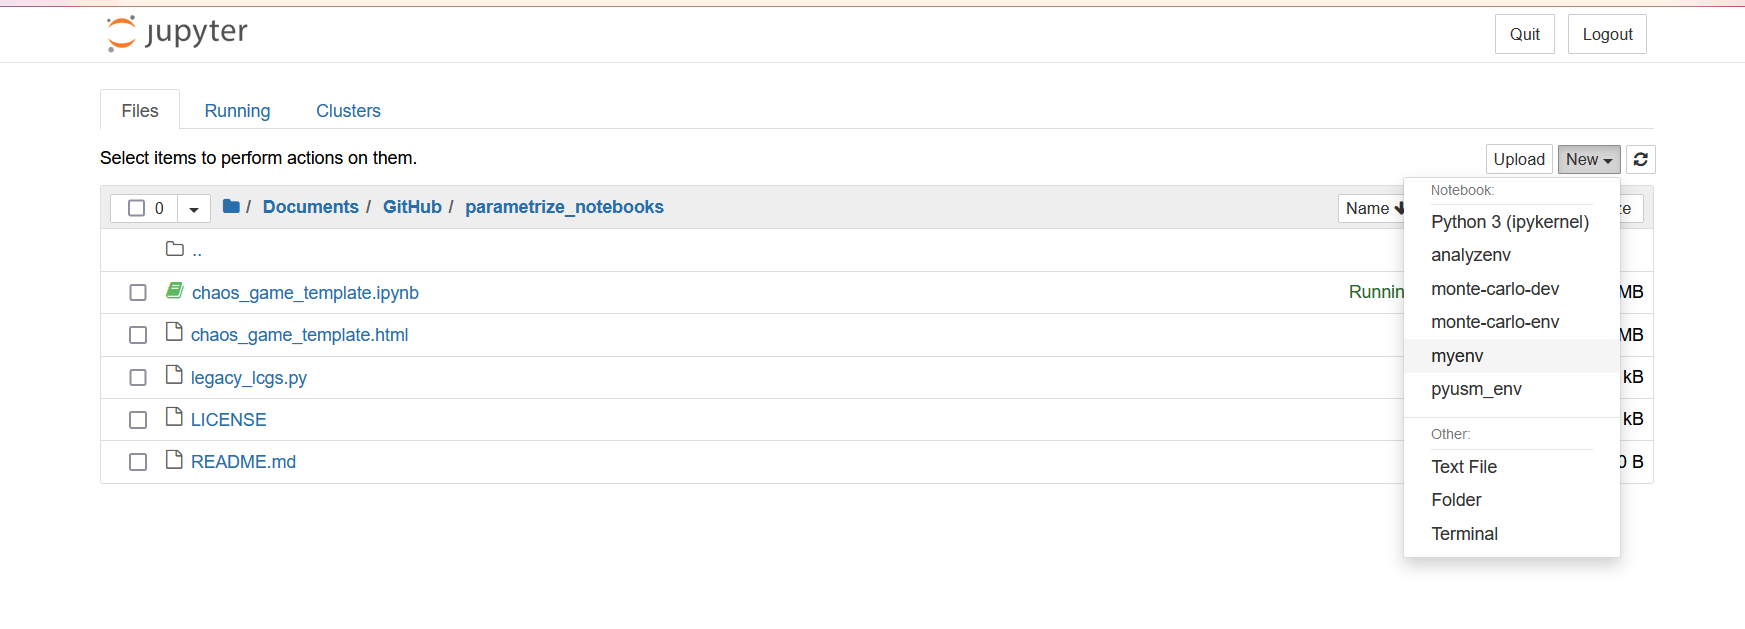 jupyter
Quit Logout
Files Running Clusters
Select items to perform actions on them.
Upload New
0 / Documents / GitHub / parametrize_notebooks Name
Notebook:
Python 3 (ipykernel)
analyzenv
monte-carlo-dev
monte-carlo-env
myenv
pyusm_env
Other:
Text File
Folder
Terminal
..
chaos_game_template.ipynb MB
chaos_game_template.html MB
legacy_lcgs.py kB
LICENSE kB
README.md B